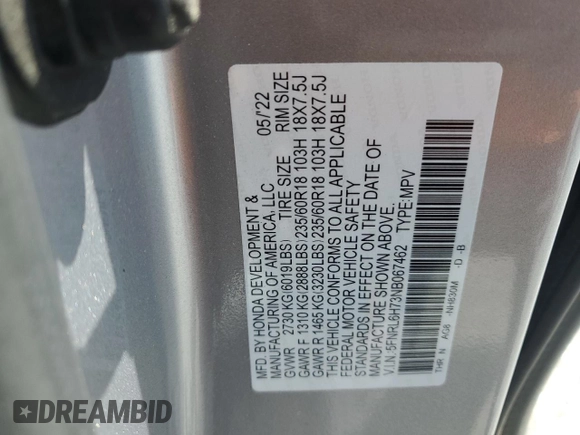 MFD. BY HONDA DEVELOPMENT &
MANUFACTURING OF AMERICA, LLC 05/'22
GVWR 2730 KG(6019LBS) TIRE SIZE RIM SIZE
GAWR F 1310 KG(2888LBS)235/60R18 103H 18X7.5J
GAWR R 1465 KG(3230LBS)235/60R18 103H 18X7.5J
THIS VEHICLE CONFORMS TO ALL APPLICABLE
FEDERAL MOTOR VEHICLE SAFETY
STANDARDS IN EFFECT ON THE DATE OF
MANUFACTURE SHOWN ABOVE.
V.I.N.:5FNRL6H73NB067462 TYPE:MPV
THR N AG6 -NH830M -D -B
DREAMBID